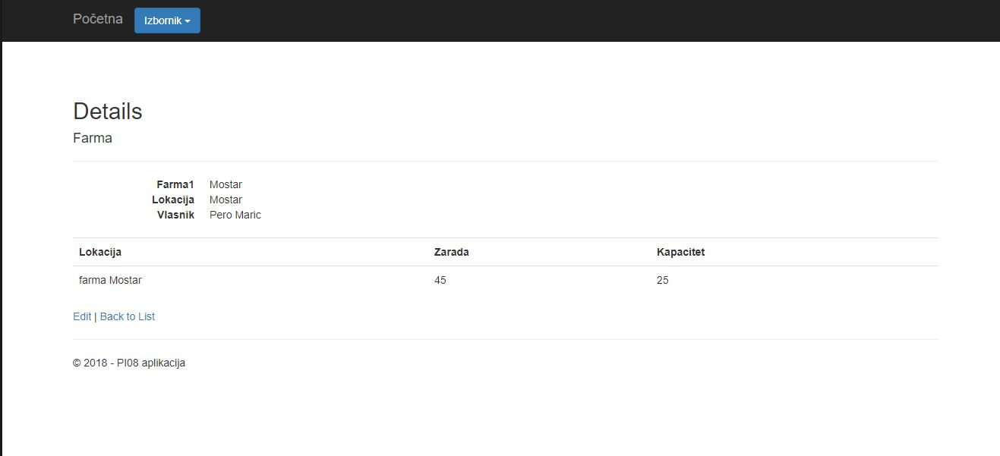 Početna Izbornik
Details
Farma
Farma1 Mostar
Lokacija Mostar
Vlasnik Pero Maric
Lokacija Zarada Kapacitet
farma Mostar 45 25
Edit | Back to List
© 2018 - PI08 aplikacija